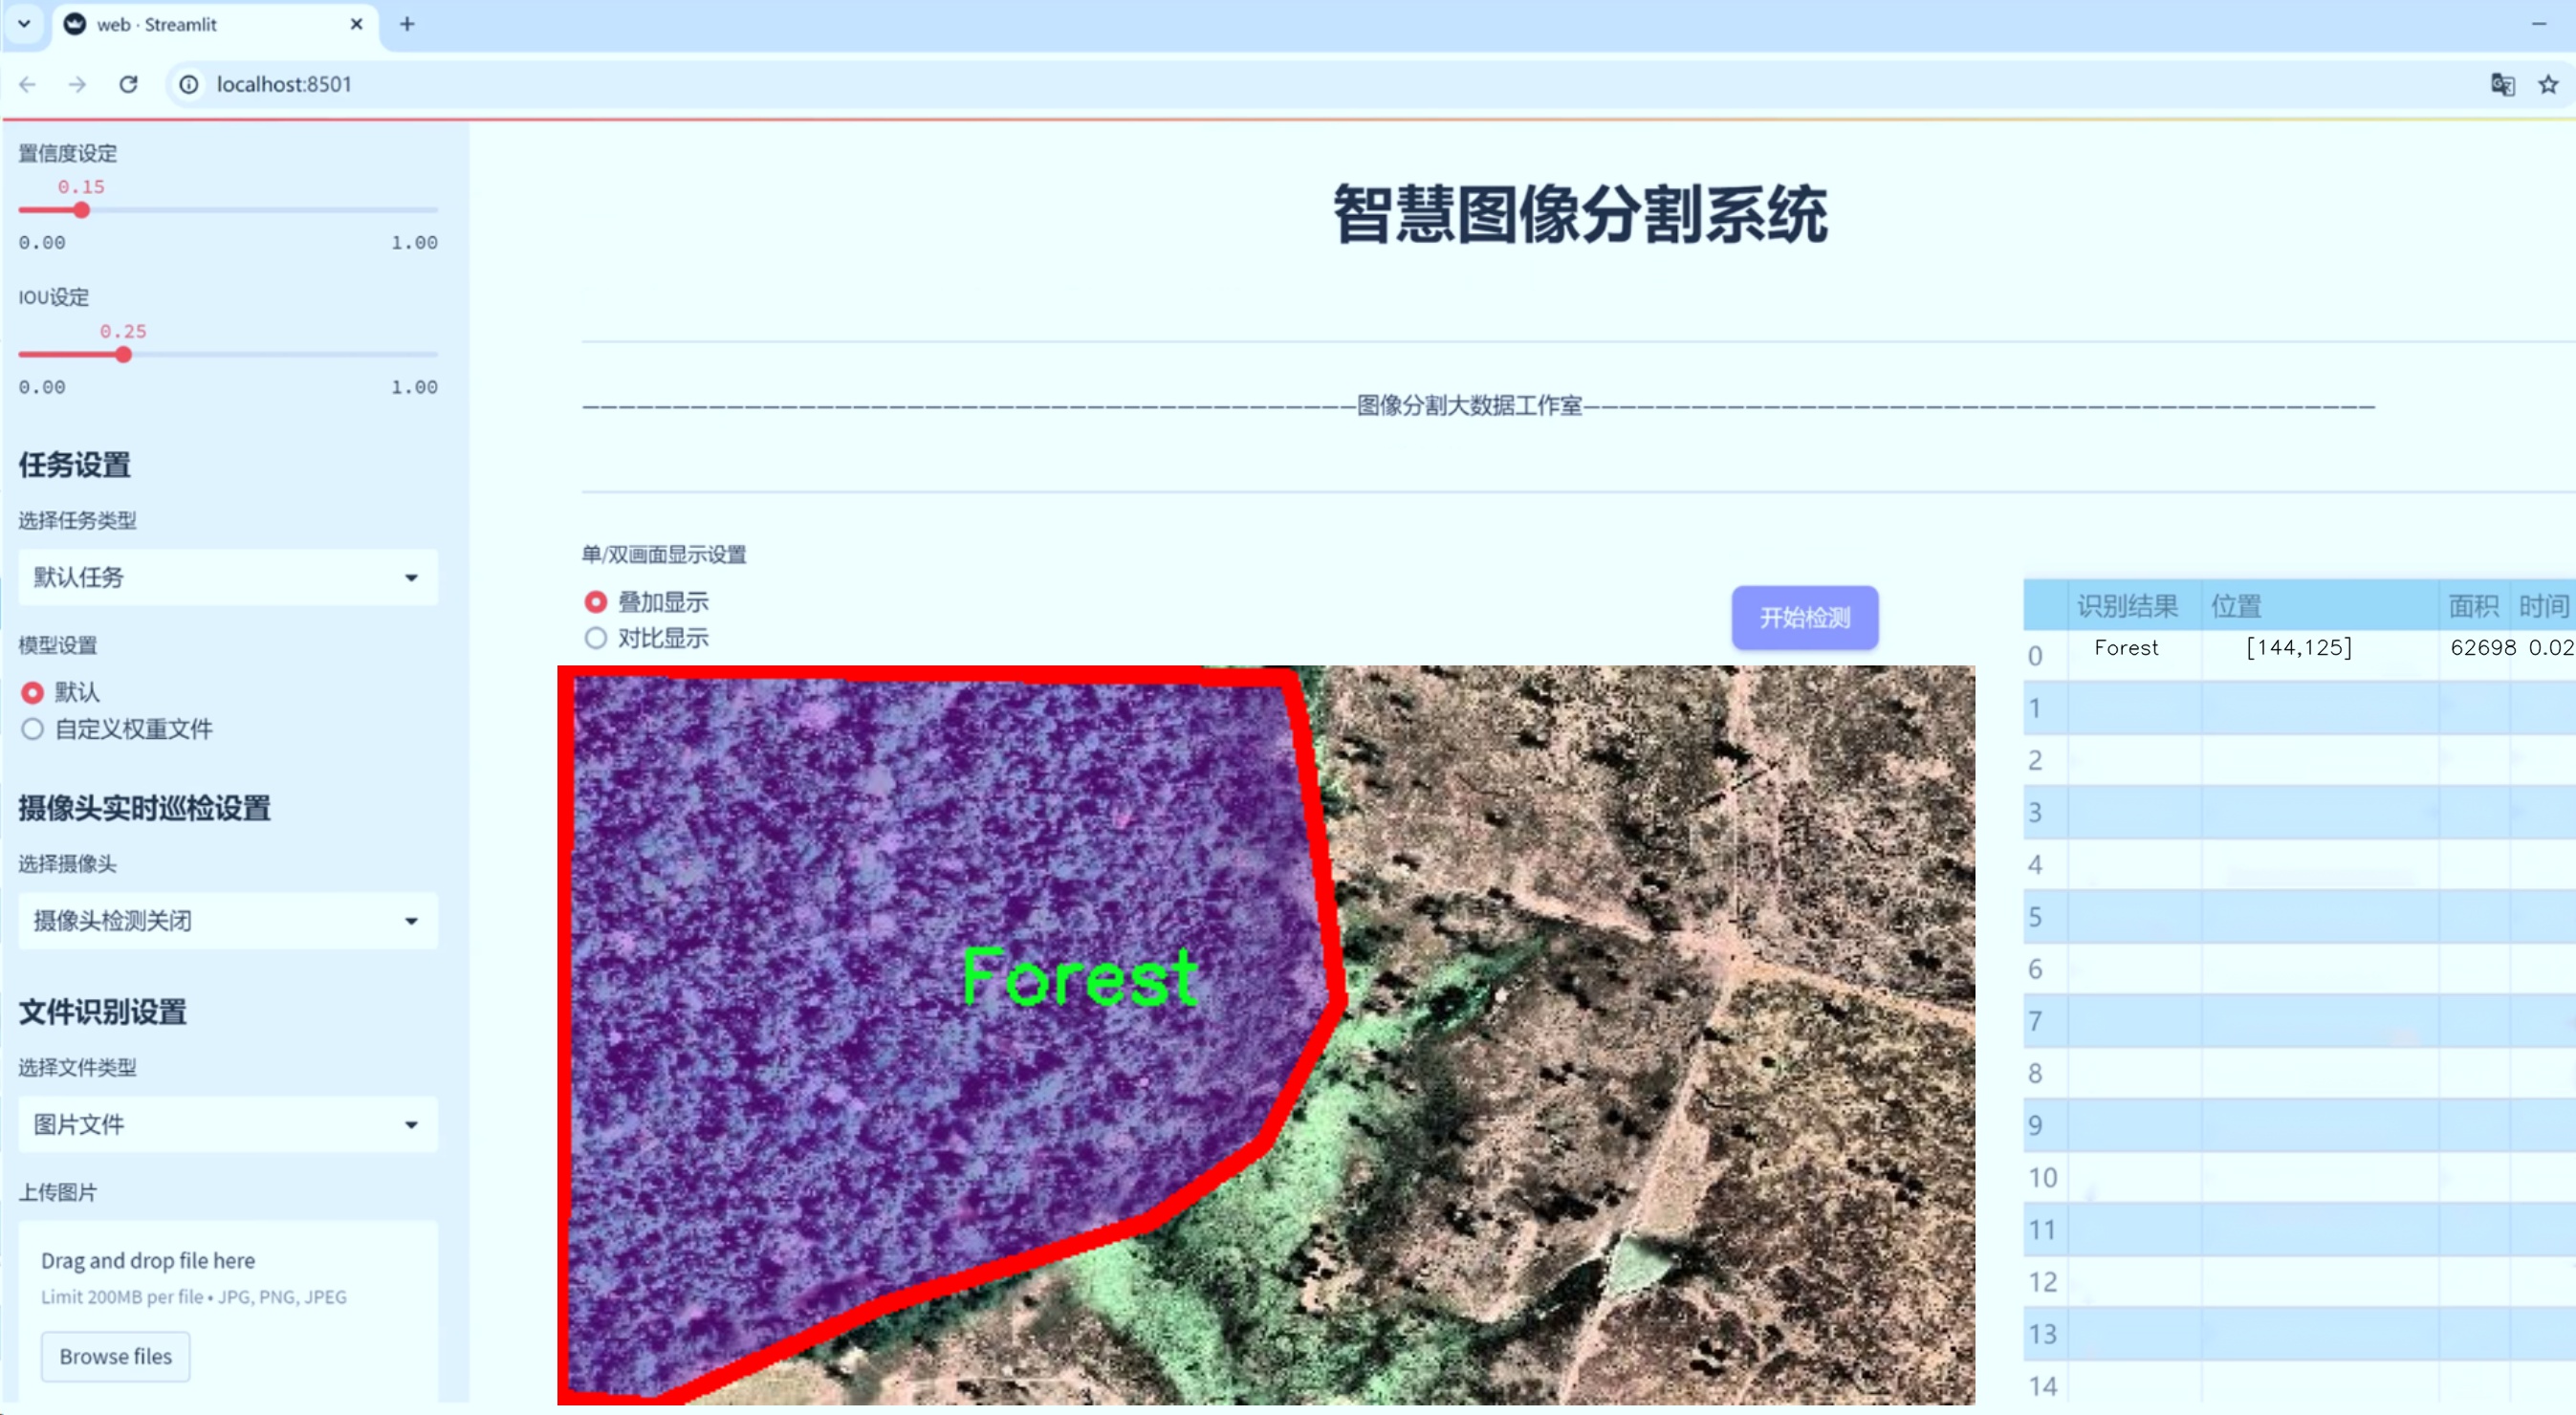 web · Streamlit
localhost:8501
置信度设定
0.15
0.00 1.00
IOU设定
0.25
0.00 1.00
任务设置
选择任务类型
默认任务
模型设置
默认
自定义权重文件
摄像头实时巡检设置
选择摄像头
摄像头检测关闭
文件识别设置
选择文件类型
图片文件
上传图片
Drag and drop file here
Limit 200MB per file • JPG, PNG, JPEG
Browse files
智慧图像分割系统
———————————————————————————————————————————图像分割大数据工作室————————————————————————————————————————————
单/双画面显示设置
叠加显示
对比显示
开始检测
Forest
识别结果 位置 面积 时间
0 Forest [144,125] 62698 0.02
1
2
3
4
5
6
7
8
9
10
11
12
13
14